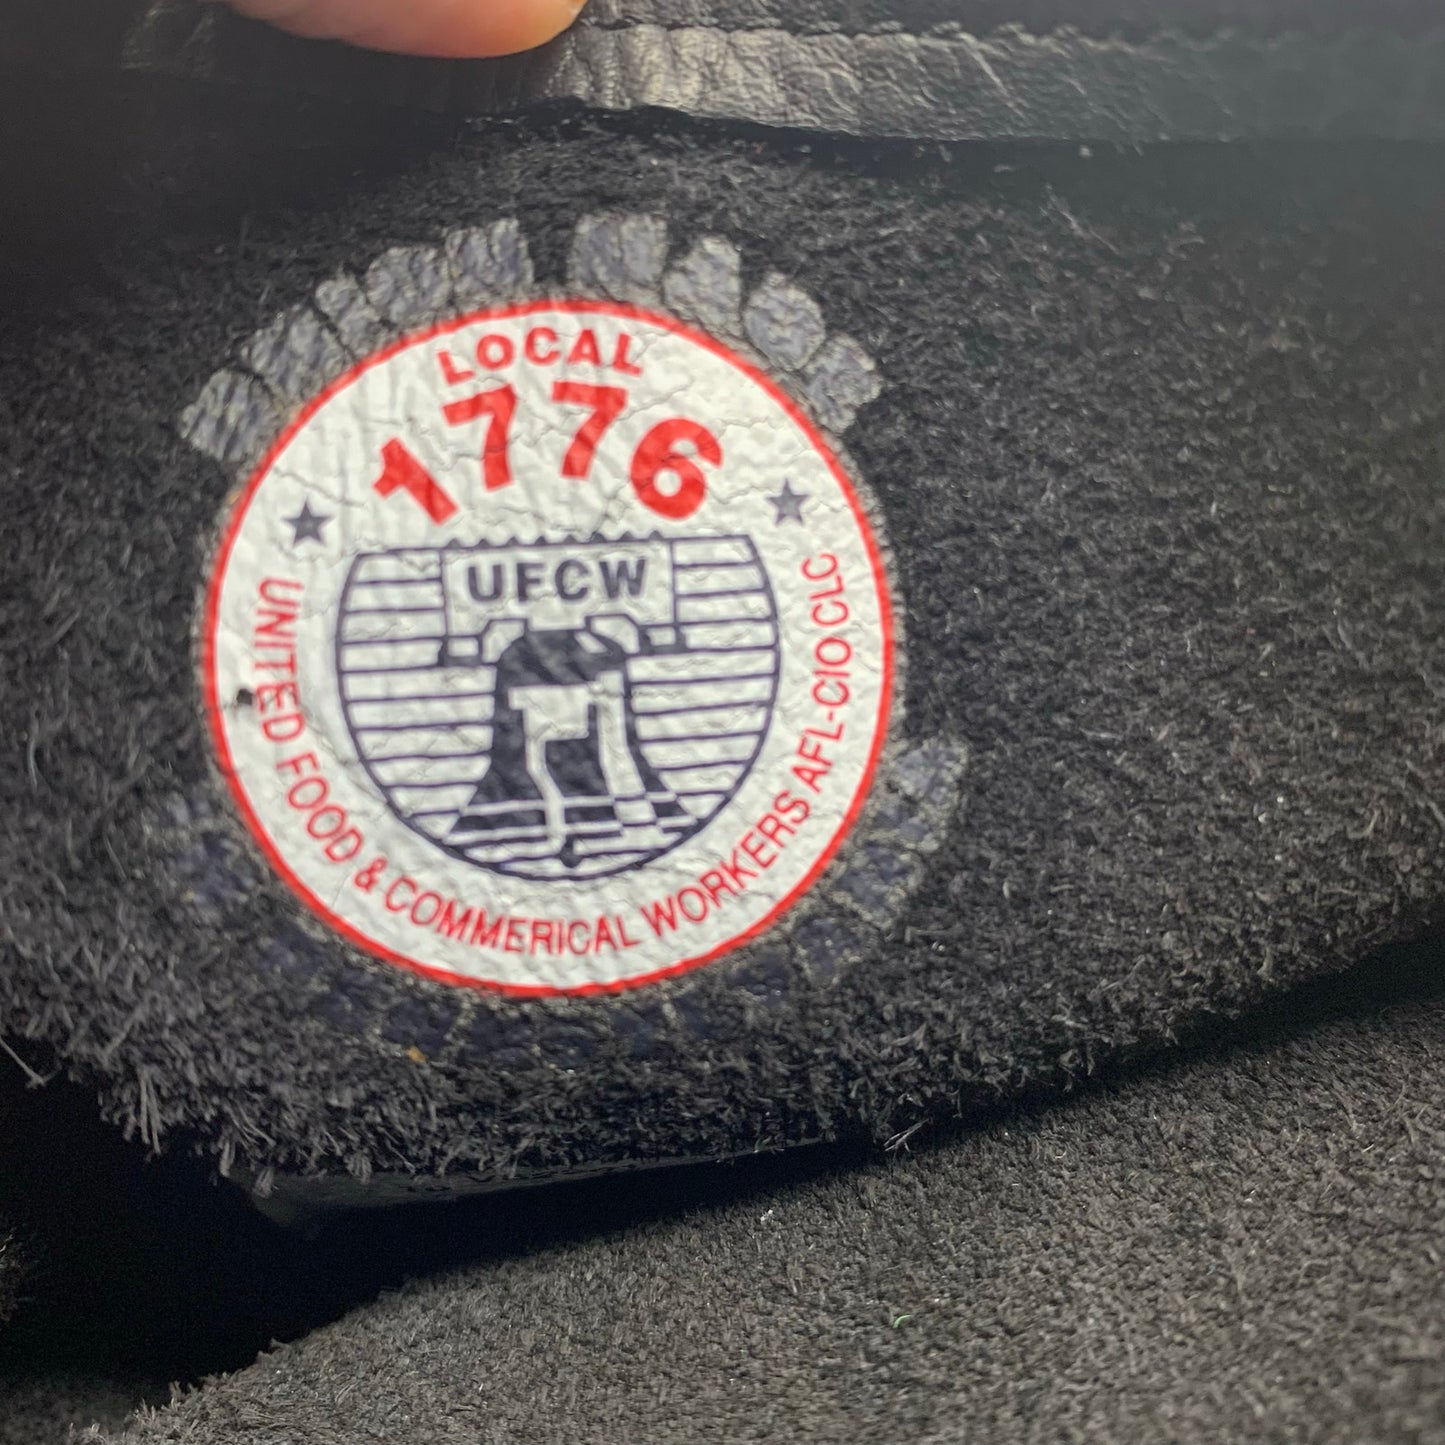 LOCAL
1776
UFCW
UNITED FOOD & COMMERICAL WORKERS AFL-CIO CLC